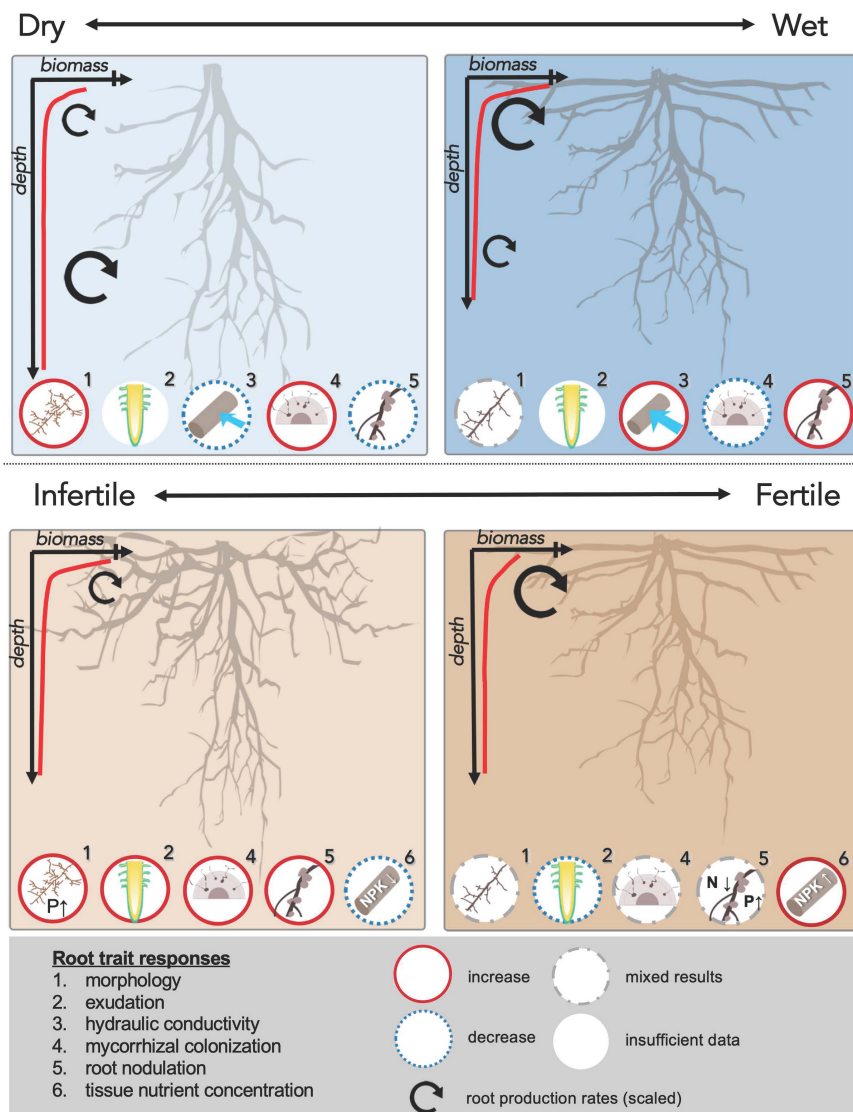 Dry Wet
biomass
depth
1 2 3 4 5
biomass
depth
1 2 3 4 5
Infertile Fertile
biomass
depth
1 2 4 5 6
P↑
NPK↓
biomass
depth
1 2 4 5 6
N↓
P↑
NPK↑
Root trait responses
1. morphology
2. exudation
3. hydraulic conductivity
4. mycorrhizal colonization
5. root nodulation
6. tissue nutrient concentration
increase
mixed results
decrease
insufficient data
root production rates (scaled)